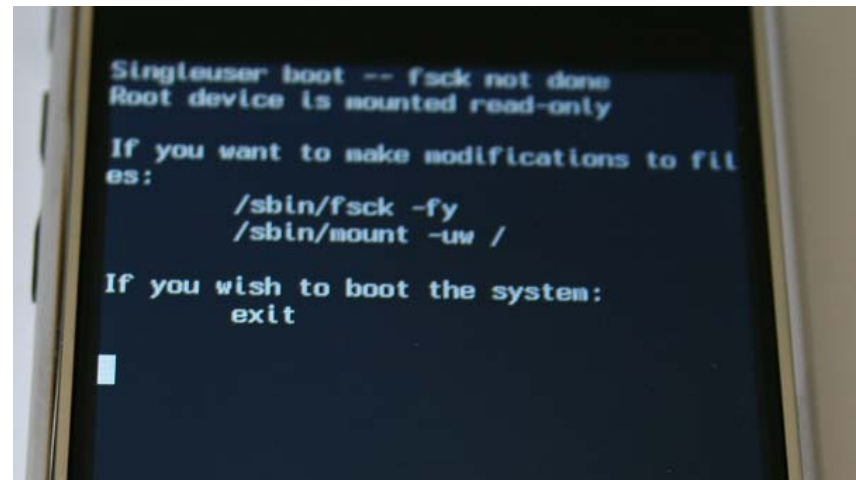 Singleuser boot -- fsck not done
Root device is mounted read-only
If you want to make modifications to fil
es:
/sbin/fsck -fy
/sbin/mount -uw /
If you wish to boot the system:
exit